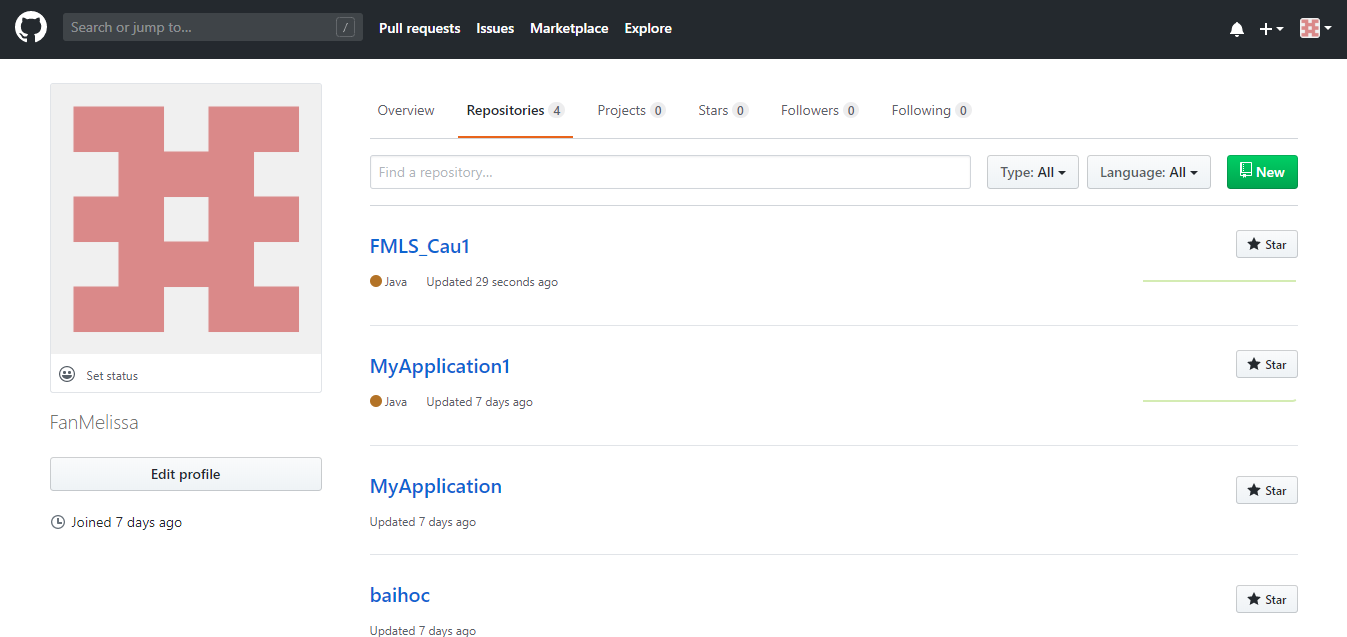 Search or jump to... /
Pull requests Issues Marketplace Explore
Set status
FanMelissa
Edit profile
Joined 7 days ago
Overview Repositories 4 Projects 0 Stars 0 Followers 0 Following 0
Find a repository... Type: All Language: All New
FMLS_Cau1 Star
Java Updated 29 seconds ago
MyApplication1 Star
Java Updated 7 days ago
MyApplication Star
Updated 7 days ago
baihoc Star
Updated 7 days ago